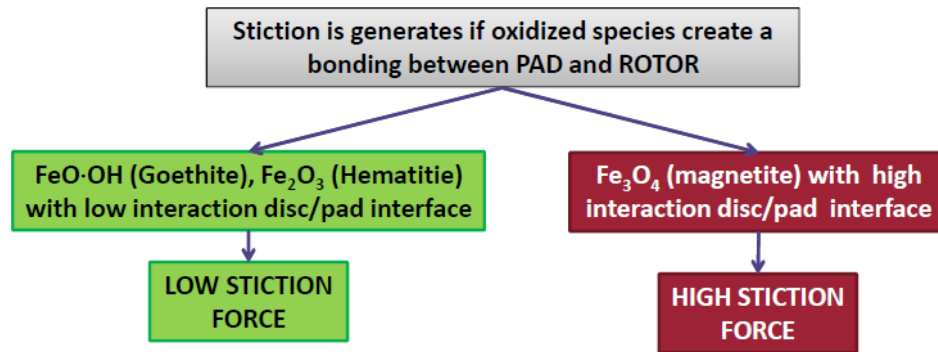 Stiction is generates if oxidized species create a
bonding between PAD and ROTOR
FeO·OH (Goethite), Fe₂O₃ (Hematitie)
with low interaction disc/pad interface
Fe₃O₄ (magnetite) with high
interaction disc/pad interface
LOW STICTION
FORCE
HIGH STICTION
FORCE